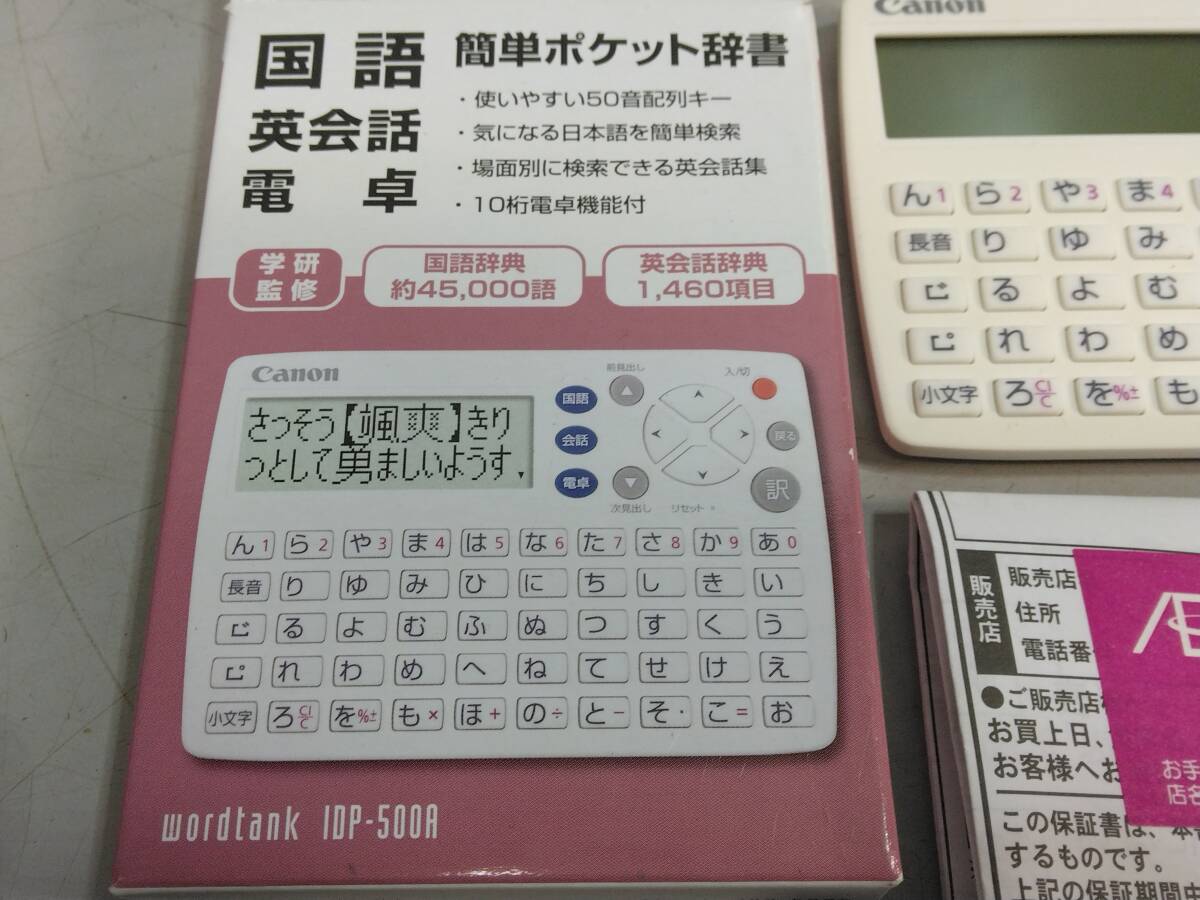 国語
英会話
電卓
簡単ポケット辞書
・使いやすい50音配列キー
・気になる日本語を簡単検索
・場面別に検索できる英会話集
・10桁電卓機能付
学研
監修
国語辞典
約45,000語
英会話辞典
1,460項目
Canon
さっそう【颯爽】きり
っとして勇ましいようす.
国語
会話
電卓
前見出し
▲
入/切
戻る
▼
次見出し
リセット
訳
ん1 ら2 や3 ま4 は5 な6 た7 さ8 か9 あ0
長音 り ゆ み ひ に ち し き い
る よ む ふ ぬ つ す く う
れ わ め へ ね て せ け え
小文字 ろC1/C を%± も× ほ+ の÷ と− そ・ こ= お
wordtank IDP-500A
Canon
ん1 ら2 や3 ま4
長音 り ゆ み
る よ む
れ わ め
小文字 ろC1/C を%± も
販売店
販売店
住所
電話番
●ご販売店
お買上日、
お客様へお
お手
店名
この保証書は、本
するものです。
上記の保証期間中